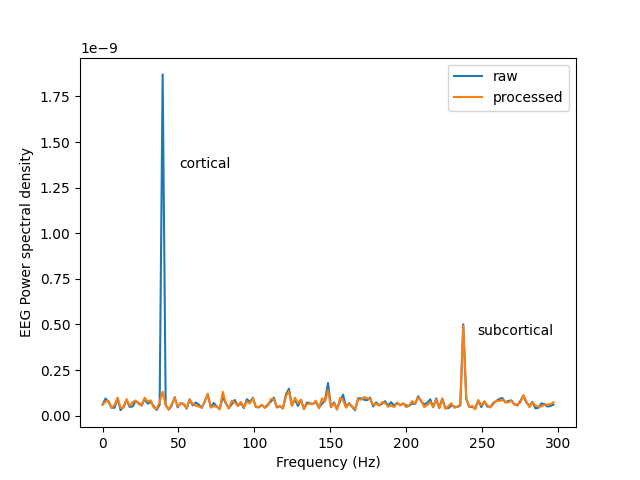 1e−9
raw
processed
1.75
1.50
1.25
1.00
0.75
0.50
0.25
0.00
EEG Power spectral density
cortical
subcortical
0
50
100
150
200
250
300
Frequency (Hz)